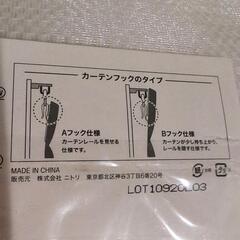 カーテンフックのタイプ
Aフック仕様
カーテンレールを見せる
仕様です。
Bフック仕様
カーテンが少し持ち上がり、
レールを隠す仕様です。
MADE IN CHINA
販売元 株式会社 ニトリ 東京都北区神谷3丁目6番20号
LOT10920L03